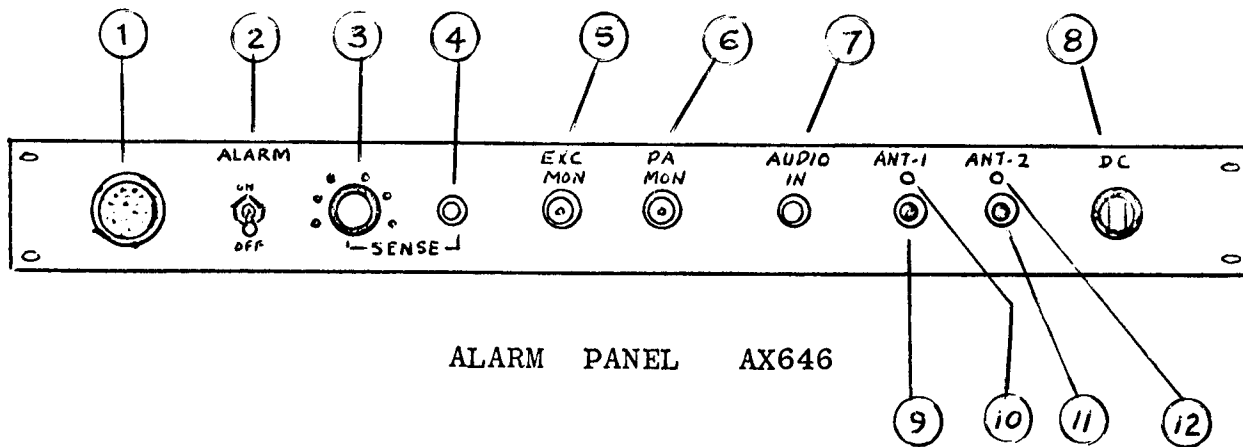 1 2 3 4 5 6 7 8
ALARM EXC PA AUDIO ANT-1 ANT-2 DC
MON MON IN
ON
OFF
SENSE
ALARM PANEL AX646
9 10 11 12